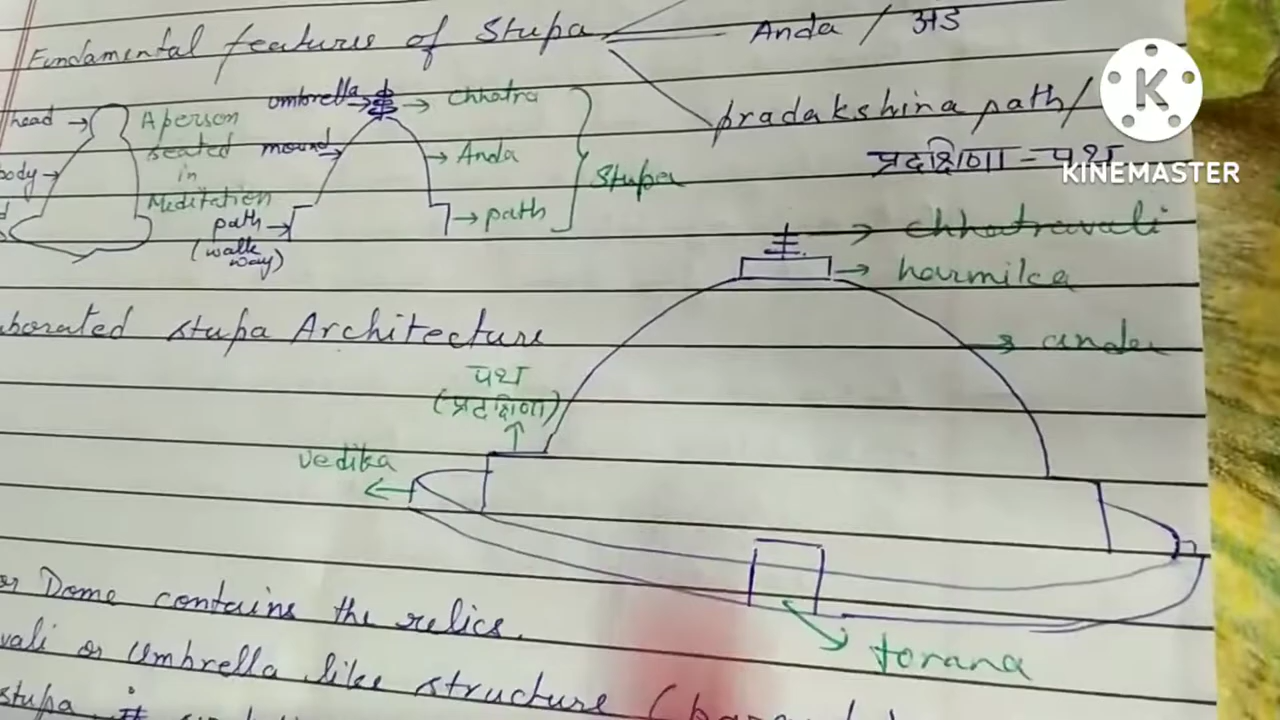 Fundamental features of Stupa
Anda / अंड
pradakshina path/
प्रदक्षिणा - पथ
K
KINEMASTER
head
A person
seated
in
Meditation
body
umbrella
chhatra
mound
Anda
path
(walk
way)
path
Stupa
chhatravali
harmika
anda
Stupa Architecture
पथ
(प्रदक्षिणा)
vedika
torana
or Dome contains the relics.
vali or Umbrella like structure
stupa. it